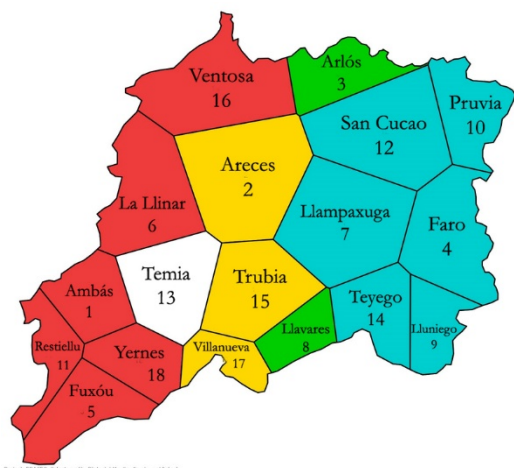 Ventosa
16
Arlós
3
Pruvia
10
San Cucao
12
Areces
2
La Llinar
6
Llampaxuga
7
Faro
4
Temia
13
Trubia
15
Ambás
1
Teyego
14
Lluniego
9
Llavares
8
Restiellu
11
Yernes
18
Villanueva
17
Fuxóu
5